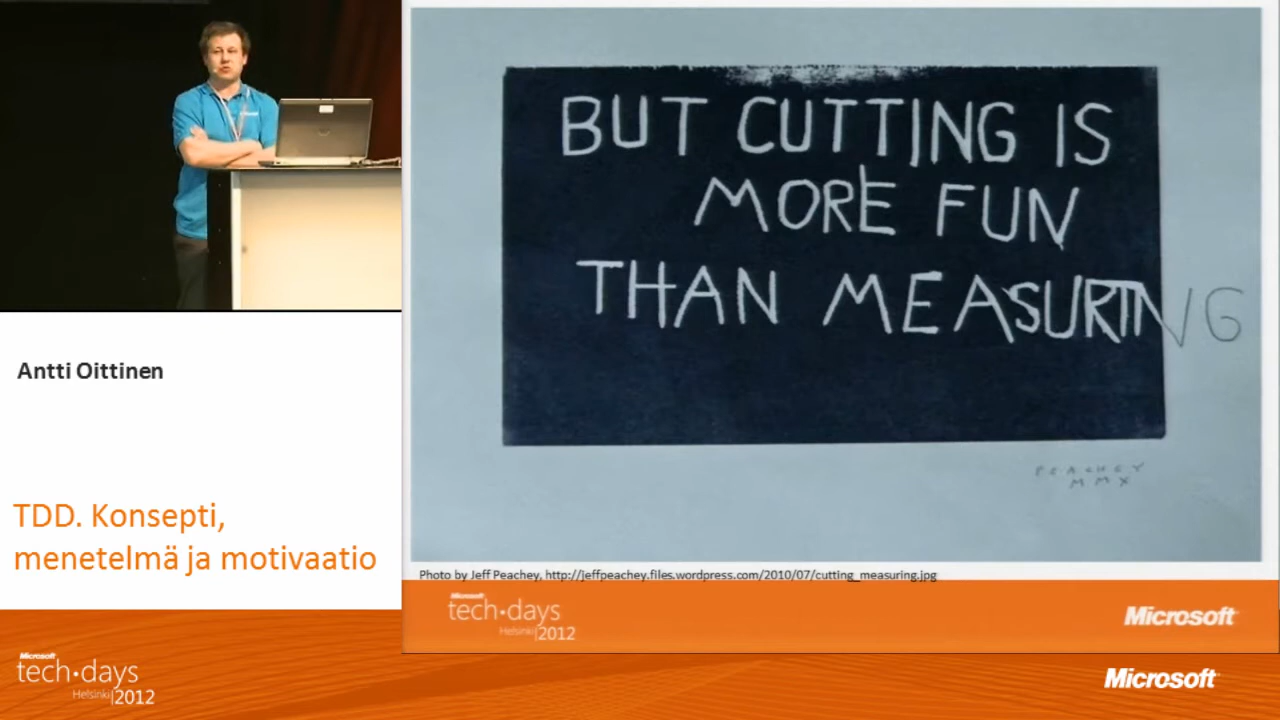 BUT CUTTING IS
MORE FUN
THAN MEASURING
PEACHEY
MMX
Photo by Jeff Peachey, http://jeffpeachey.files.wordpress.com/2010/07/cutting_measuring.jpg
Microsoft
tech·days
Helsinki|2012
Microsoft
Antti Oittinen
TDD. Konsepti,
menetelmä ja motivaatio
Microsoft
tech·days
Helsinki|2012
Microsoft